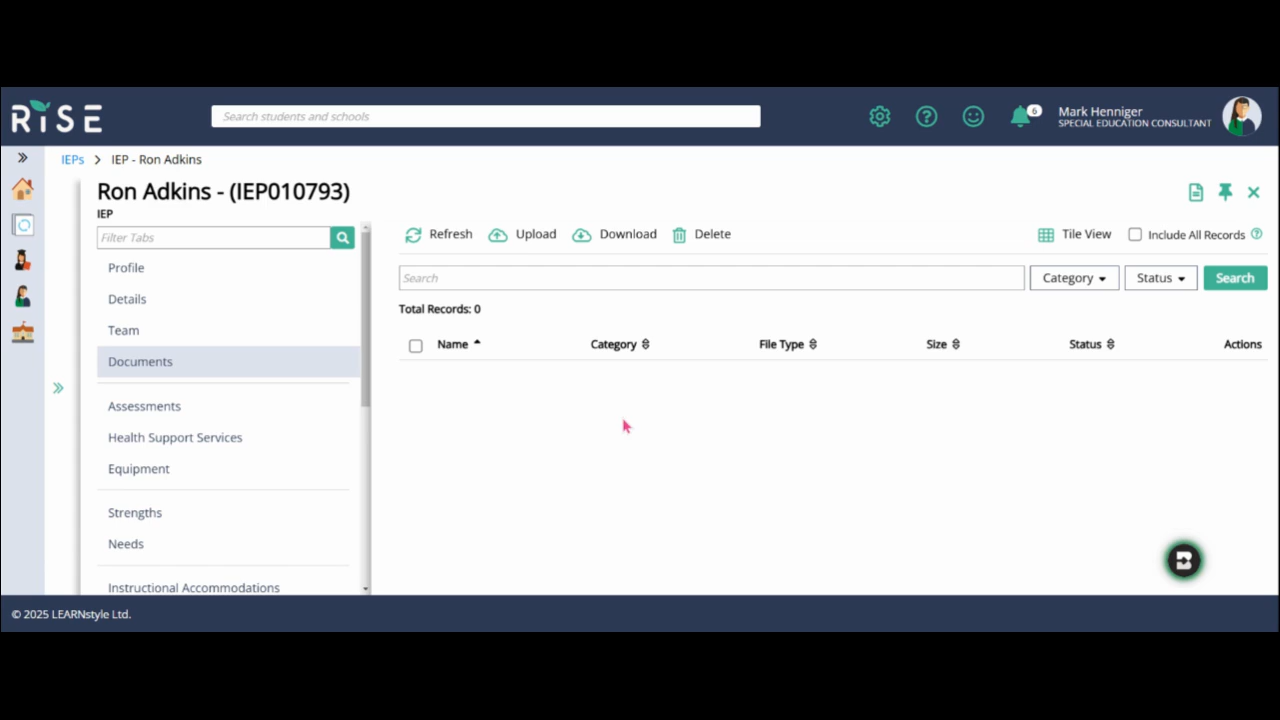 RISE
Search students and schools
6
Mark Henniger
SPECIAL EDUCATION CONSULTANT
IEPs > IEP - Ron Adkins
Ron Adkins - (IEP010793)
IEP
Filter Tabs
Profile
Details
Team
Documents
Assessments
Health Support Services
Equipment
Strengths
Needs
Instructional Accommodations
Refresh Upload Download Delete Tile View Include All Records
Search Category Status Search
Total Records: 0
Name Category File Type Size Status Actions
© 2025 LEARNstyle Ltd.